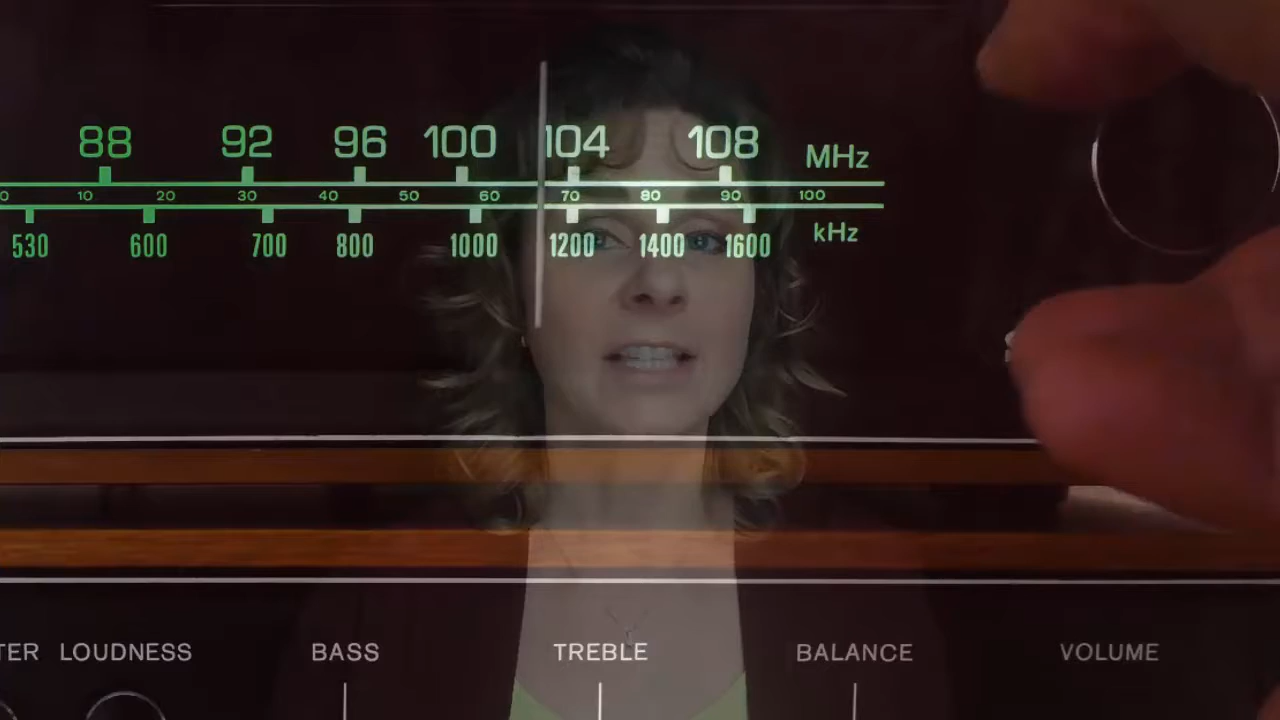 88 92 96 100 104 108 MHz
0 10 20 30 40 50 60 70 80 90 100
530 600 700 800 1000 1200 1400 1600 kHz
TER LOUDNESS BASS TREBLE BALANCE VOLUME